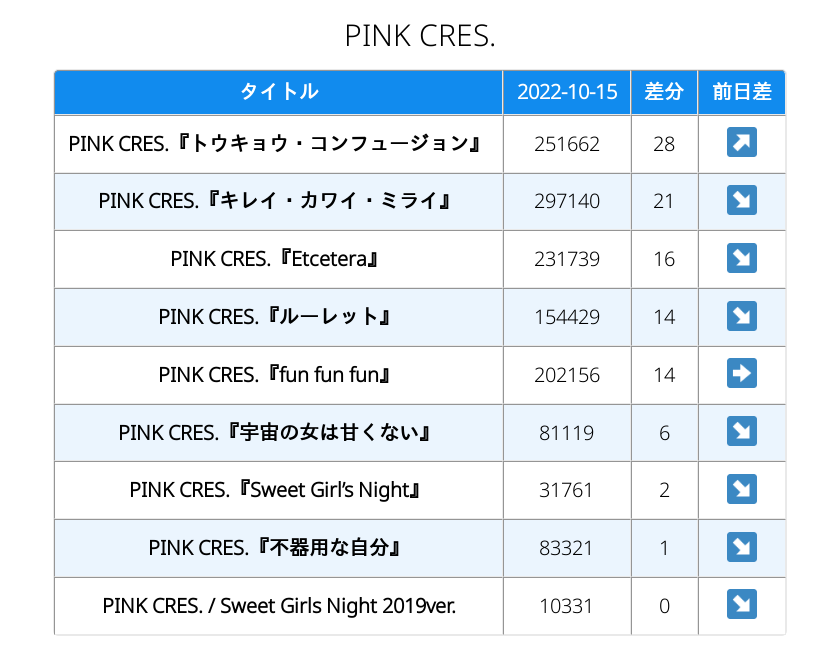 PINK CRES.
タイトル 2022-10-15 差分 前日差
PINK CRES.『トウキョウ・コンフュージョン』 251662 28
PINK CRES.『キレイ・カワイ・ミライ』 297140 21
PINK CRES.『Etcetera』 231739 16
PINK CRES.『ルーレット』 154429 14
PINK CRES.『fun fun fun』 202156 14
PINK CRES.『宇宙の女は甘くない』 81119 6
PINK CRES.『Sweet Girl’s Night』 31761 2
PINK CRES.『不器用な自分』 83321 1
PINK CRES. / Sweet Girls Night 2019ver. 10331 0